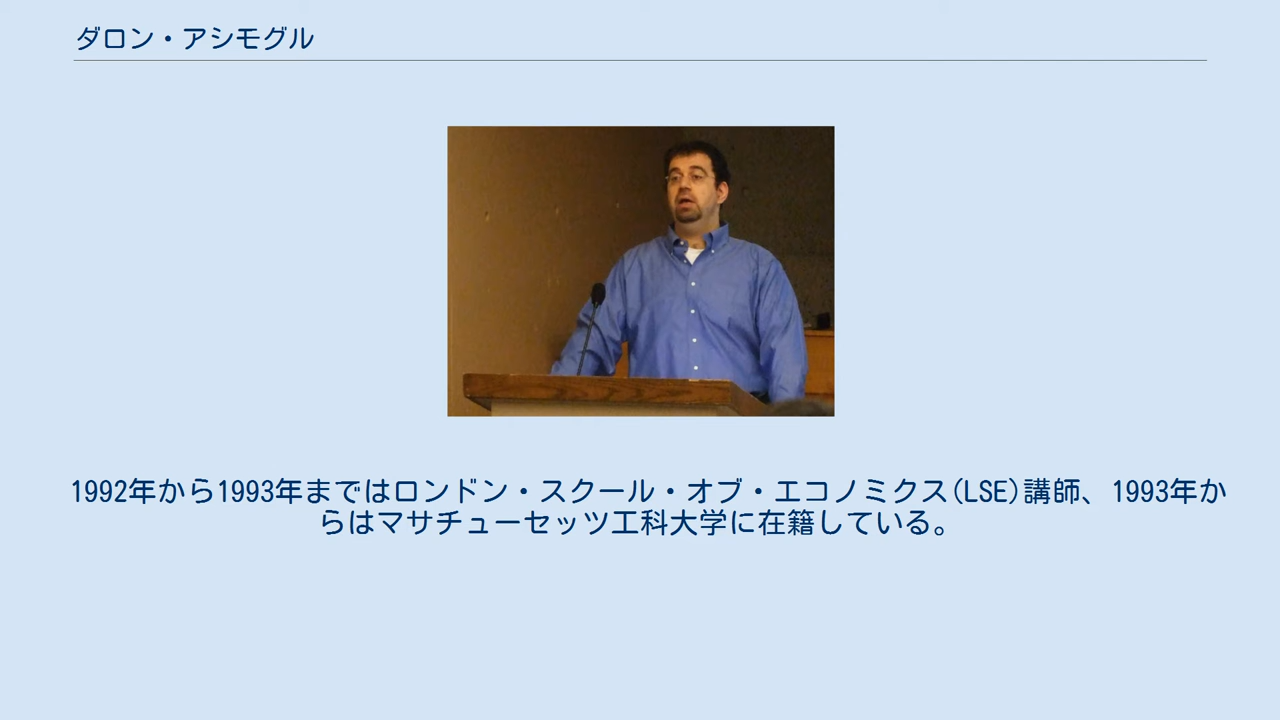 ダロン・アシモグル
1992年から1993年まではロンドン・スクール・オブ・エコノミクス(LSE)講師、1993年か
らはマサチューセッツ工科大学に在籍している。